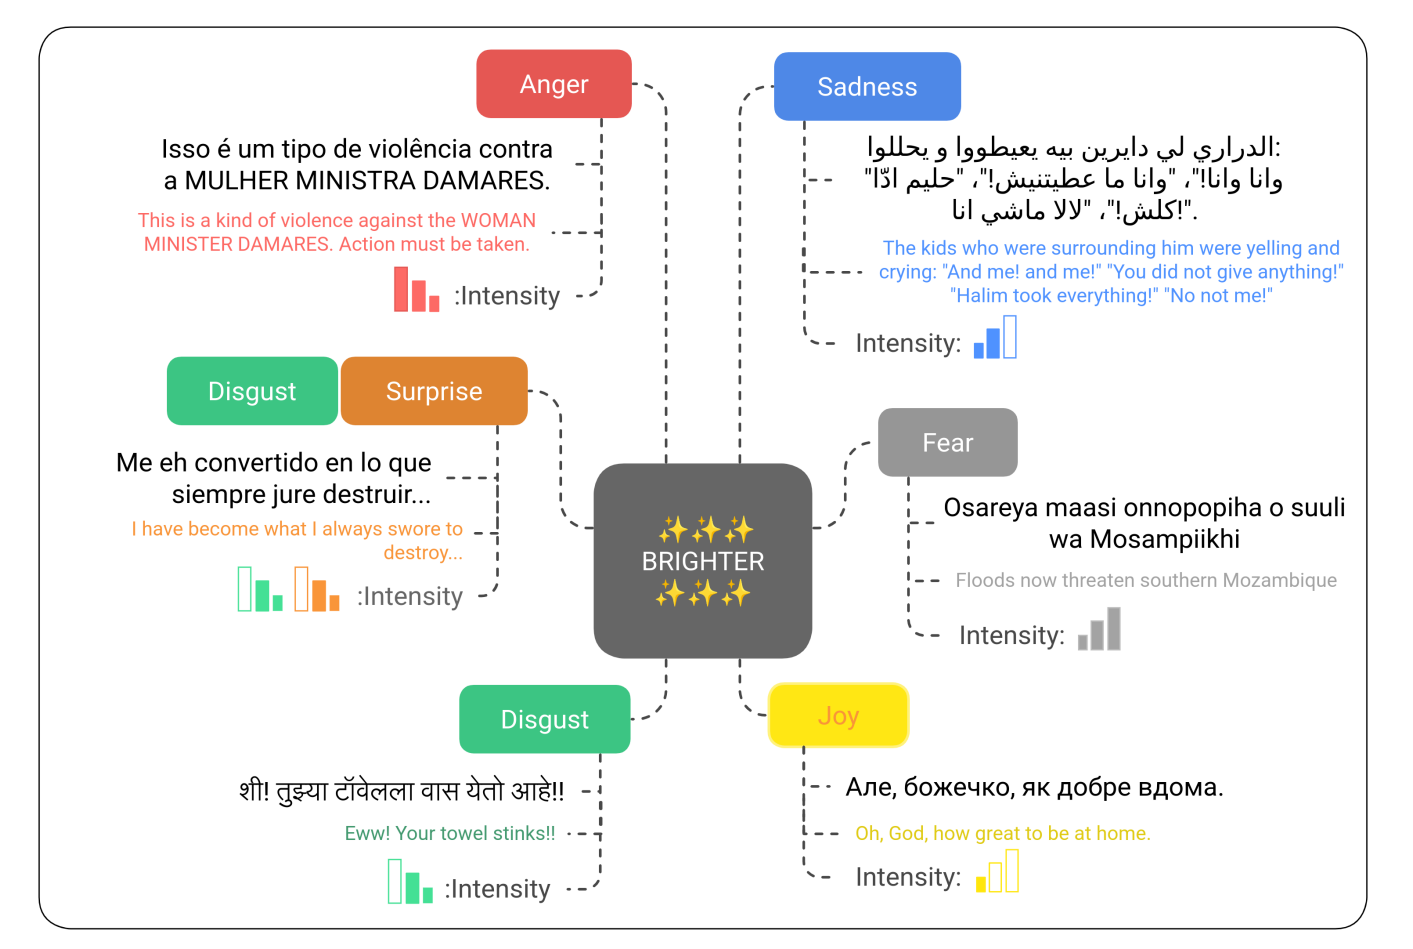 Anger
Isso é um tipo de violência contra
a MULHER MINISTRA DAMARES.
This is a kind of violence against the WOMAN
MINISTER DAMARES. Action must be taken.
:Intensity
Sadness
الدراري لي دايرين بيه يعيطووا و يحللوا:
وانا وانا!"، "وانا ما عطيتنيش!"، "حليم ادّا"
كلش!"، "لالا ماشي انا!".
The kids who were surrounding him were yelling and
crying: "And me! and me!" "You did not give anything!"
"Halim took everything!" "No not me!"
Intensity:
Disgust
Surprise
Me eh convertido en lo que
siempre jure destruir...
I have become what I always swore to
destroy...
:Intensity
Fear
Osareya maasi onnopopiha o suuli
wa Mosampiikhi
Floods now threaten southern Mozambique
Intensity:
BRIGHTER
Disgust
शी! तुझ्या टॉवेलला वास येतो आहे!!
Eww! Your towel stinks!!
:Intensity
Joy
Але, божечко, як добре вдома.
Oh, God, how great to be at home.
Intensity: